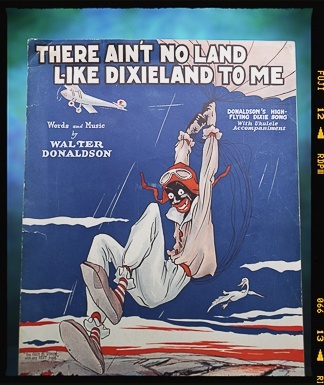 THERE AIN'T NO LAND
LIKE DIXIELAND TO ME
Words and Music
by
WALTER
DONALDSON
DONALDSON'S HIGH-
FLYING DIXIE SONG
With Ukulele
Accompaniment
FUJI
12
RDPIII
066
13